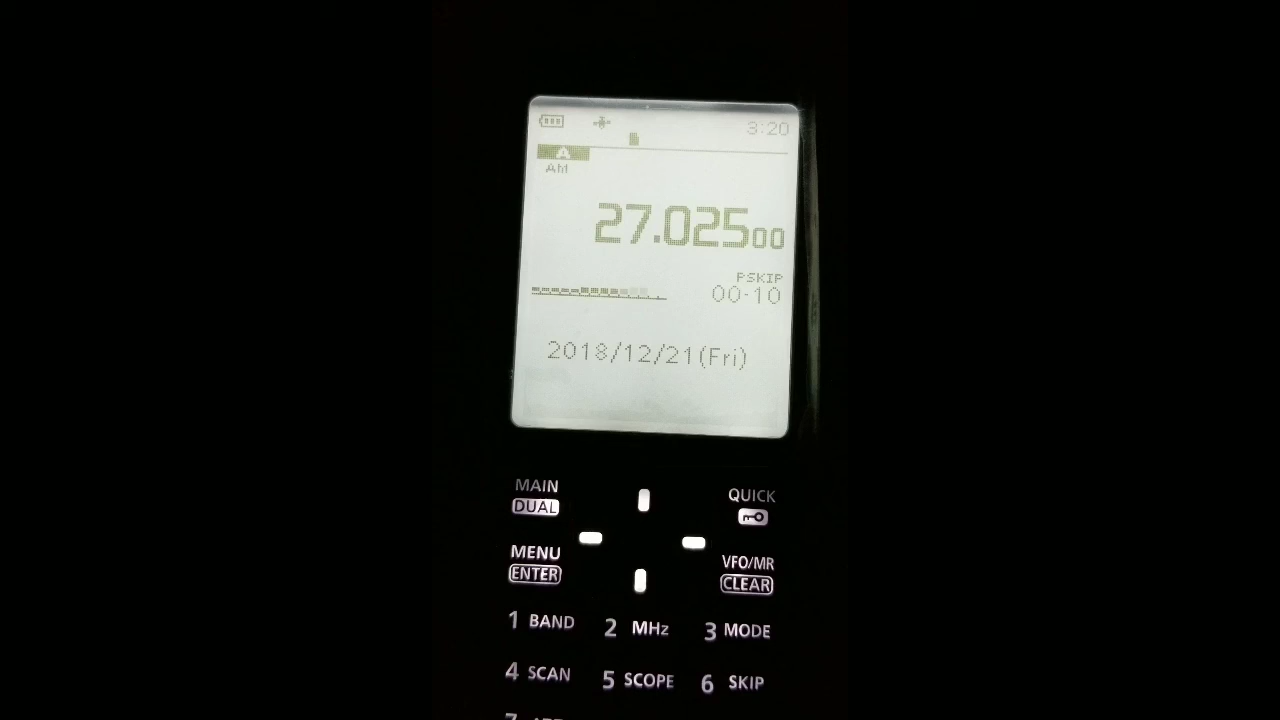 3:20
A
AM
27.02500
PSKIP
00-10
2018/12/21(Fri)
MAIN
DUAL
QUICK
MENU
ENTER
VFO/MR
CLEAR
1 BAND 2 MHz 3 MODE
4 SCAN 5 SCOPE 6 SKIP